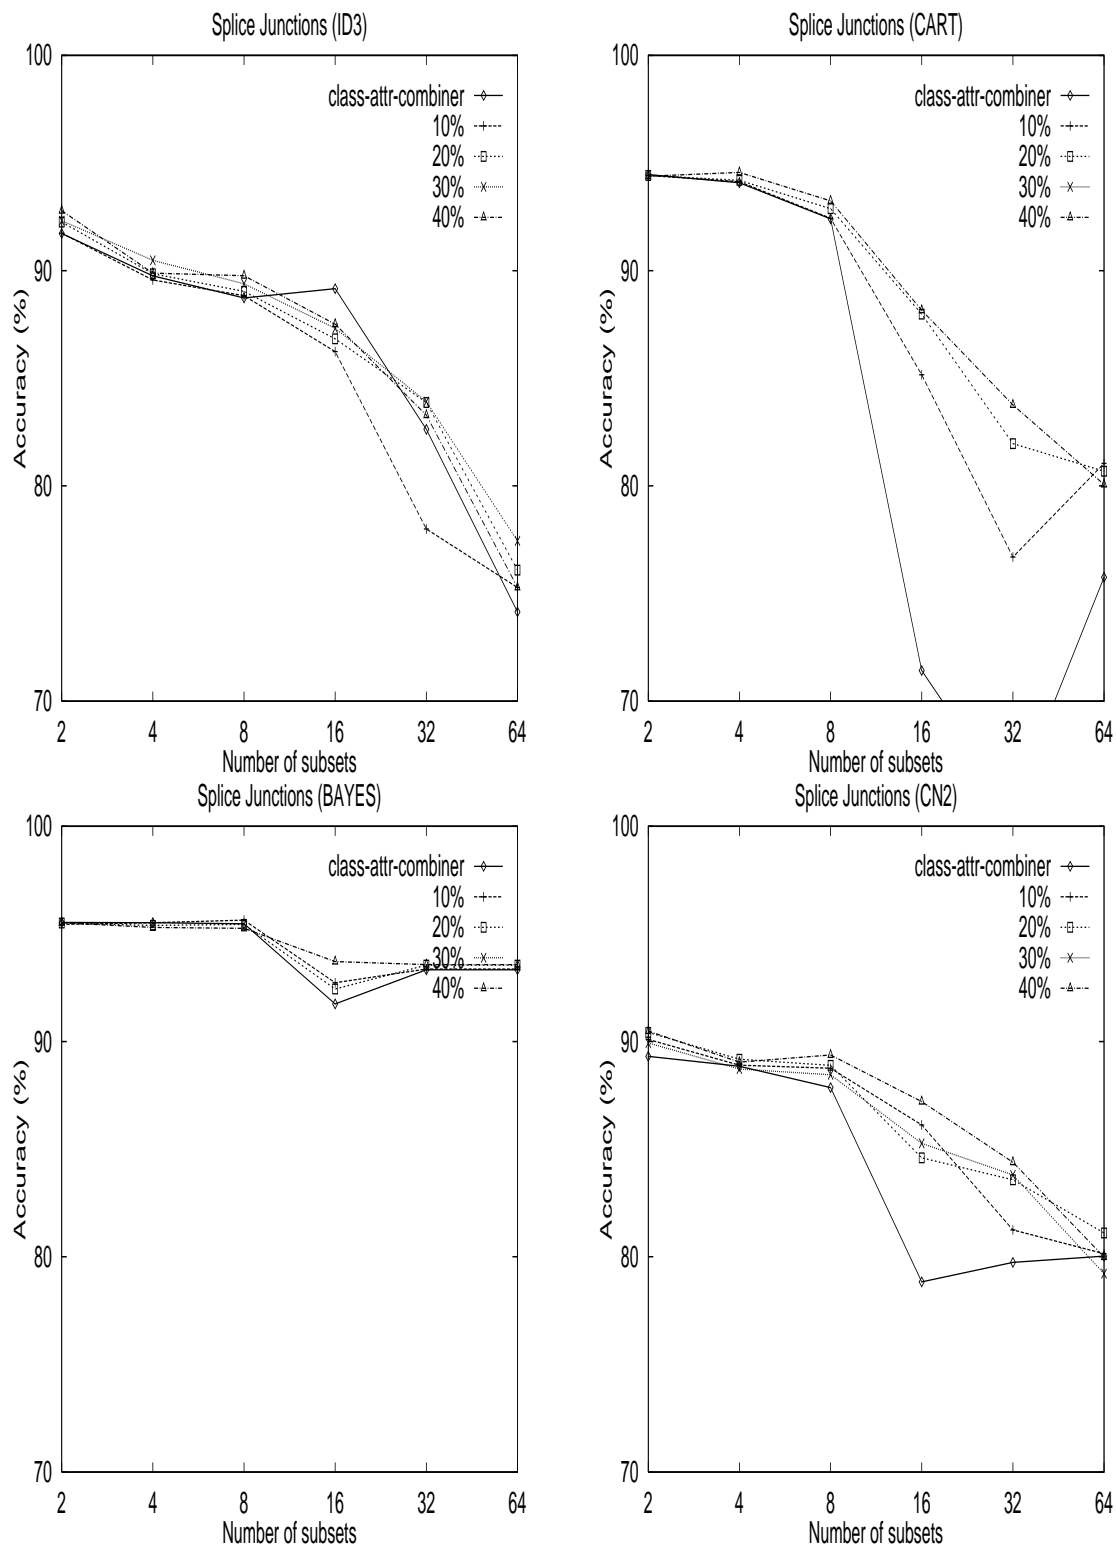 Splice Junctions (ID3)
100
90
80
70
Accuracy (%)
class-attr-combiner
10%
20%
30%
40%
2 4 8 16 32 64
Number of subsets
Splice Junctions (CART)
100
90
80
70
Accuracy (%)
class-attr-combiner
10%
20%
30%
40%
2 4 8 16 32 64
Number of subsets
Splice Junctions (BAYES)
100
90
80
70
Accuracy (%)
class-attr-combiner
10%
20%
30%
40%
2 4 8 16 32 64
Number of subsets
Splice Junctions (CN2)
100
90
80
70
Accuracy (%)
class-attr-combiner
10%
20%
30%
40%
2 4 8 16 32 64
Number of subsets